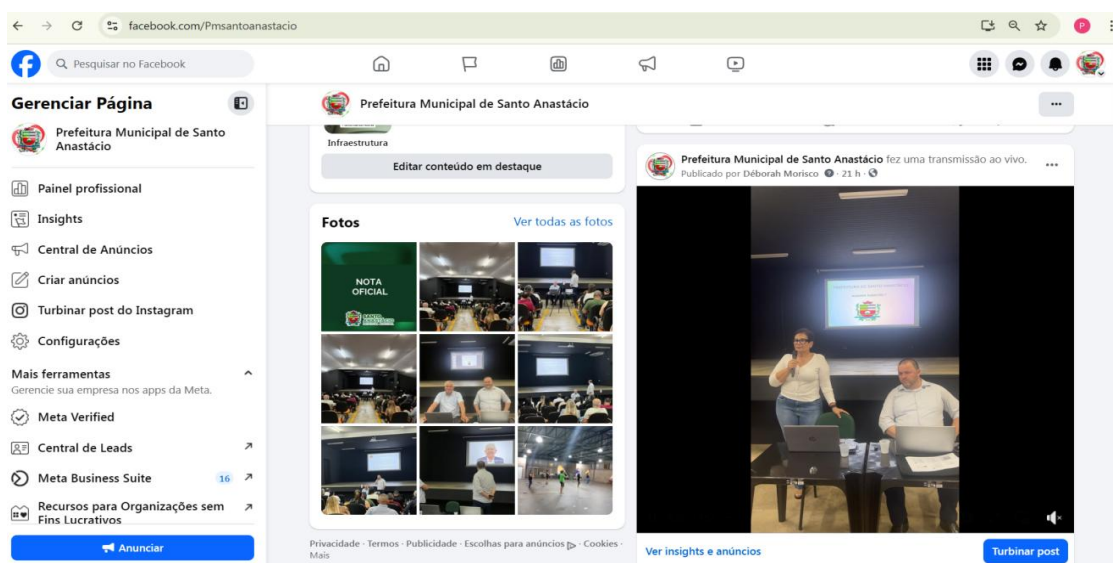 facebook.com/Pmsantoanastacio
P
Pesquisar no Facebook
Gerenciar Página
Prefeitura Municipal de Santo
Anastácio
Painel profissional
Insights
Central de Anúncios
Criar anúncios
Turbinar post do Instagram
Configurações
Mais ferramentas
Gerencie sua empresa nos apps da Meta.
Meta Verified
Central de Leads
Meta Business Suite 16
Recursos para Organizações sem
Fins Lucrativos
Anunciar
Prefeitura Municipal de Santo Anastácio
Infraestrutura
Editar conteúdo em destaque
Fotos Ver todas as fotos
NOTA
OFICIAL
SANTO
ANASTÁCIO
Privacidade · Termos · Publicidade · Escolhas para anúncios · Cookies ·
Mais
Prefeitura Municipal de Santo Anastácio fez uma transmissão ao vivo.
Publicado por Déborah Morisco · 21 h ·
Ver insights e anúncios
Turbinar post